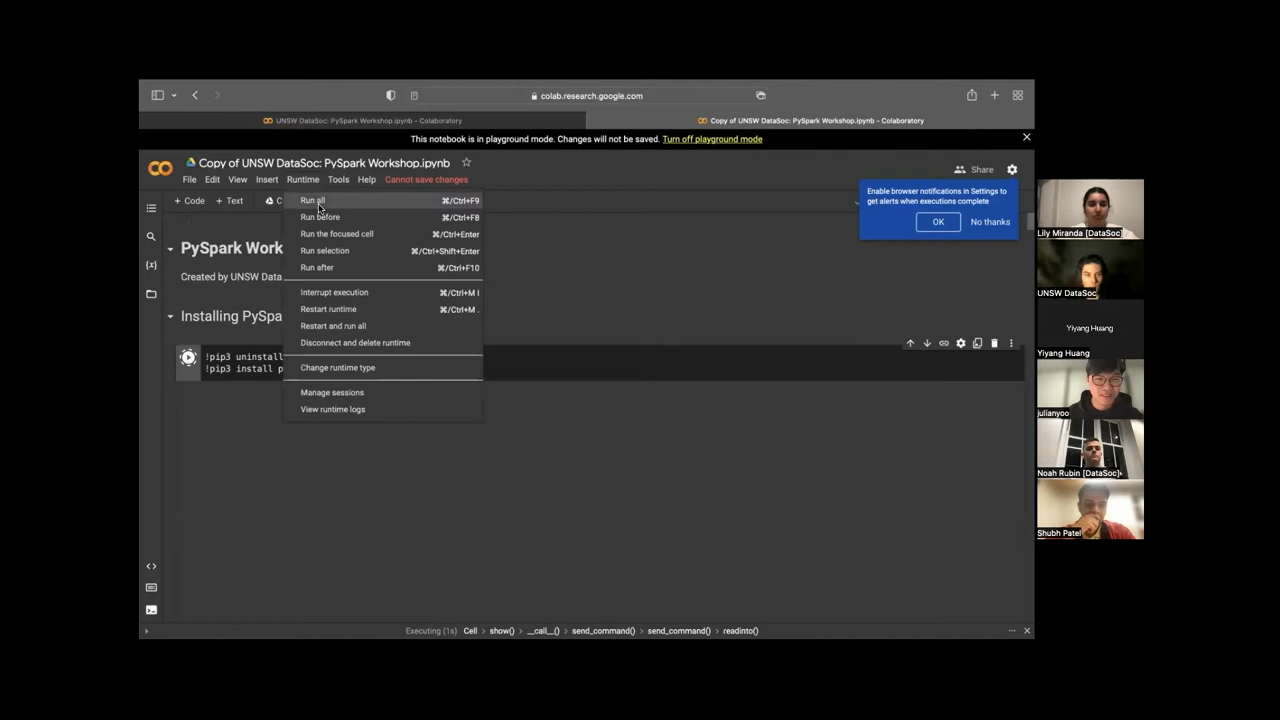 colab.research.google.com
UNSW DataSoc: PySpark Workshop.ipynb - Colaboratory
Copy of UNSW DataSoc: PySpark Workshop.ipynb - Colaboratory
This notebook is in playground mode. Changes will not be saved. Turn off playground mode
Copy of UNSW DataSoc: PySpark Workshop.ipynb
Share
File Edit View Insert Runtime Tools Help Cannot save changes
+ Code + Text C
Enable browser notifications in Settings to
get alerts when executions complete
OK No thanks
Run all ⌘/Ctrl+F9
Run before ⌘/Ctrl+F8
Run the focused cell ⌘/Ctrl+Enter
Run selection ⌘/Ctrl+Shift+Enter
Run after ⌘/Ctrl+F10
Interrupt execution ⌘/Ctrl+M I
Restart runtime ⌘/Ctrl+M .
Restart and run all
Disconnect and delete runtime
Change runtime type
Manage sessions
View runtime logs
PySpark Work
Created by UNSW Data
Installing PySpa
!pip3 uninstall
!pip3 install p
Executing (1s) Cell > show() > __call__() > send_command() > send_command() > readinto()
Lily Miranda [DataSoc]
UNSW DataSoc
Yiyang Huang
Yiyang Huang
julianyoo
Noah Rubin [DataSoc]
Shubh Patel